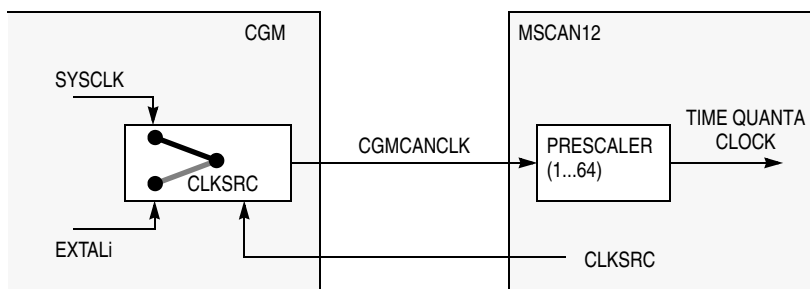 CGM
MSCAN12
SYSCLK
CLKSRC
EXTALi
CGMCANCLK
PRESCALER
(1...64)
TIME QUANTA
CLOCK
CLKSRC